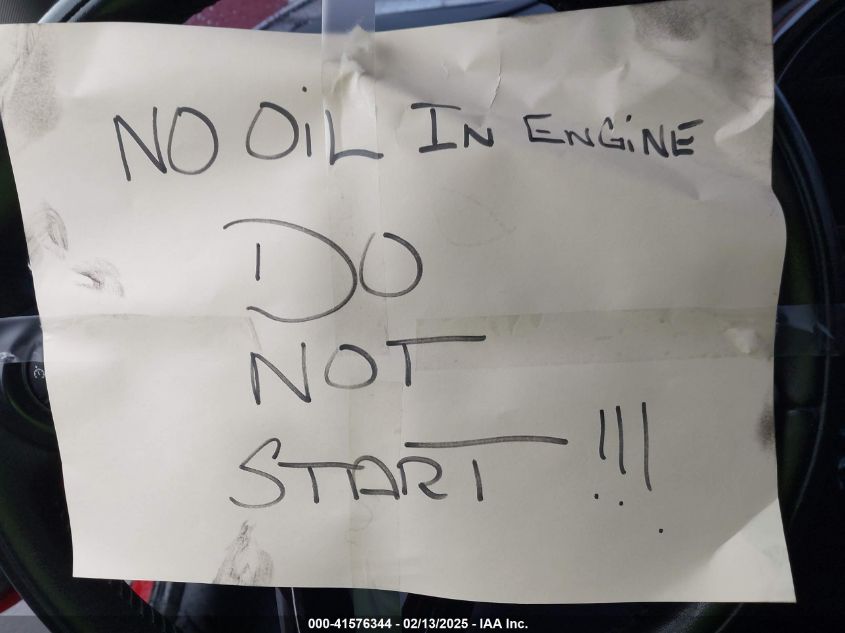 NO OiL IN ENGiNE
DO
NOT
START !!!
000-41576344 - 02/13/2025 - IAA Inc.